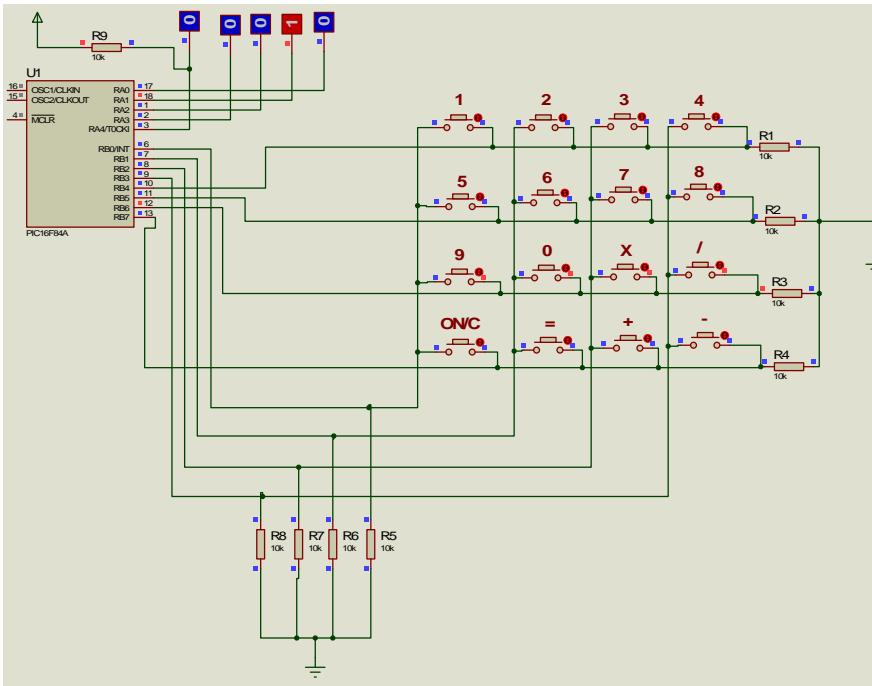 0 0 0 1 0
R9
10k
U1
16 OSC1/CLKIN RA0 17
15 OSC2/CLKOUT RA1 18
RA2 1
4 MCLR RA3 2
RA4/T0CKI 3
RB0/INT 6
RB1 7
RB2 8
RB3 9
RB4 10
RB5 11
RB6 12
RB7 13
PIC16F84A
1 2 3 4
R1
10k
5 6 7 8
R2
10k
9 0 X /
R3
10k
ON/C = + -
R4
10k
R8 R7 R6 R5
10k 10k 10k 10k